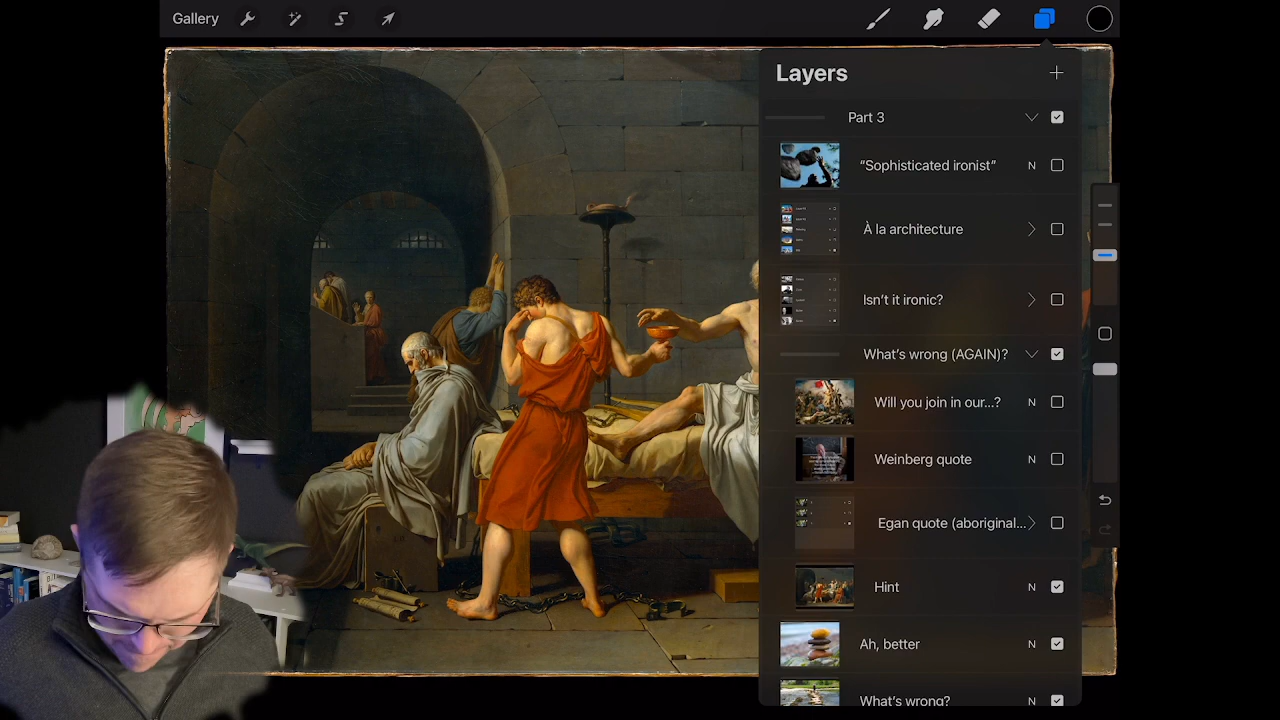 Gallery
Layers
Part 3
“Sophisticated ironist”
N
À la architecture
Isn’t it ironic?
What’s wrong (AGAIN)?
Will you join in our...?
N
Weinberg quote
N
Egan quote (aboriginal...
Hint
N
Ah, better
N
What’s wrong?
N